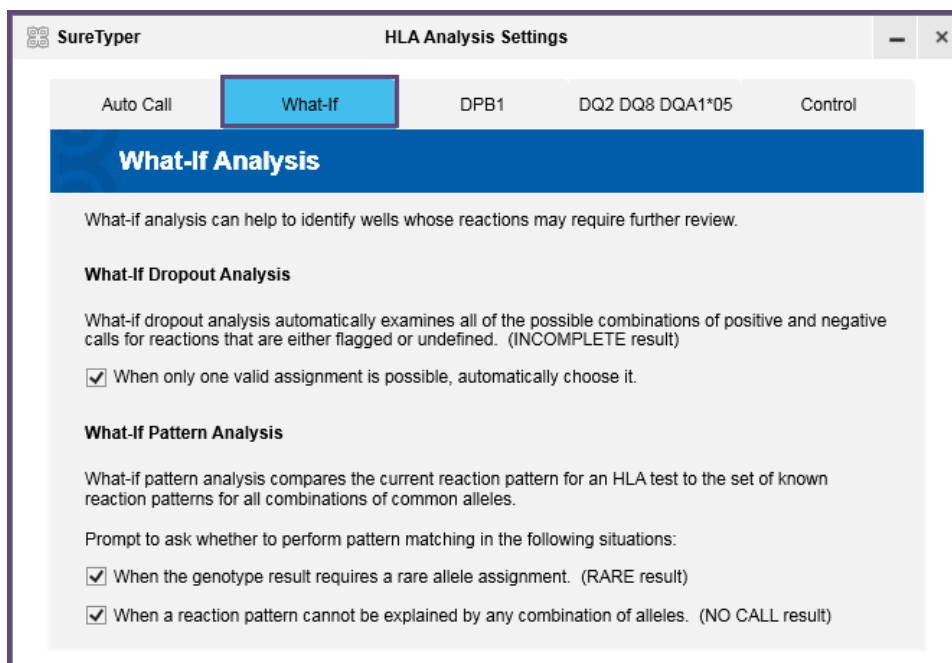 SureTyper HLA Analysis Settings
Auto Call What-If DPB1 DQ2 DQ8 DQA1*05 Control
What-If Analysis
What-if analysis can help to identify wells whose reactions may require further review.
What-If Dropout Analysis
What-if dropout analysis automatically examines all of the possible combinations of positive and negative
calls for reactions that are either flagged or undefined. (INCOMPLETE result)
When only one valid assignment is possible, automatically choose it.
What-If Pattern Analysis
What-if pattern analysis compares the current reaction pattern for an HLA test to the set of known
reaction patterns for all combinations of common alleles.
Prompt to ask whether to perform pattern matching in the following situations:
When the genotype result requires a rare allele assignment. (RARE result)
When a reaction pattern cannot be explained by any combination of alleles. (NO CALL result)